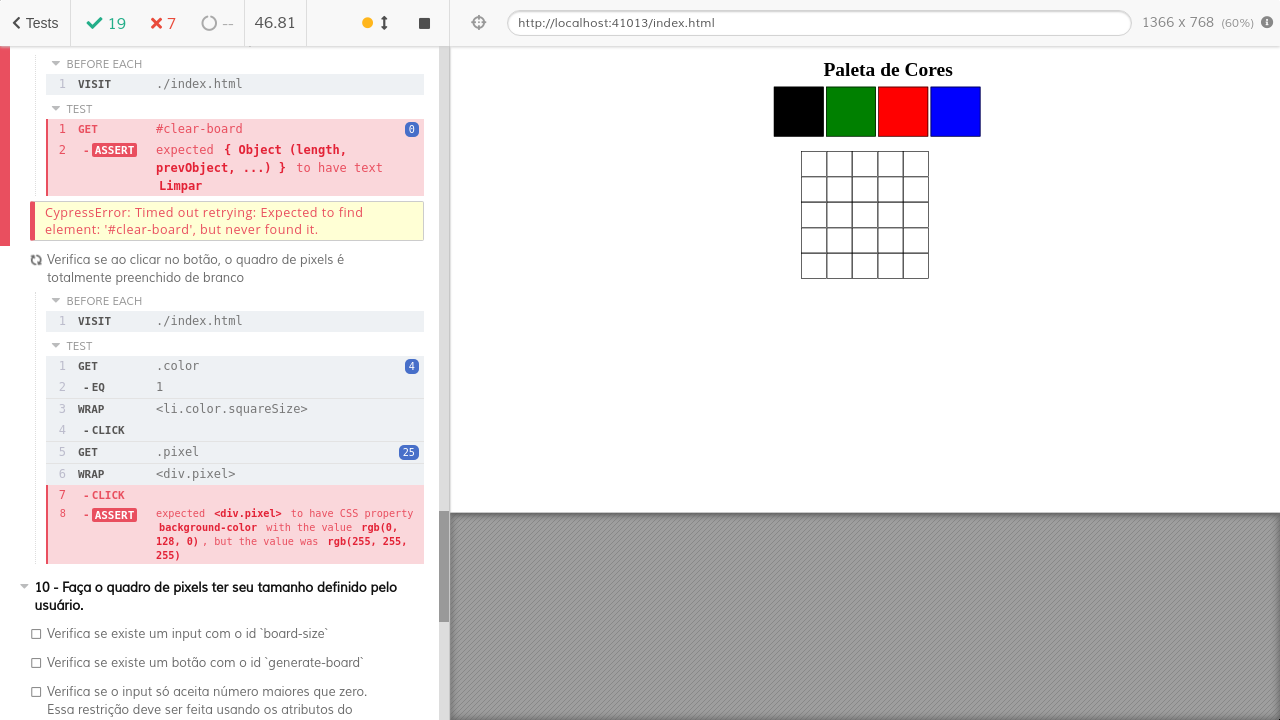 Tests
19
7
--
46.81
http://localhost:41013/index.html
1366 x 768 (60%)
BEFORE EACH
1 VISIT ./index.html
TEST
1 GET #clear-board 0
2 - ASSERT expected { Object (length,
prevObject, ...) } to have text
Limpar
CypressError: Timed out retrying: Expected to find
element: '#clear-board', but never found it.
Verifica se ao clicar no botão, o quadro de pixels é
totalmente preenchido de branco
BEFORE EACH
1 VISIT ./index.html
TEST
1 GET .color 4
2 - EQ 1
3 WRAP <li.color.squareSize>
4 - CLICK
5 GET .pixel 25
6 WRAP <div.pixel>
7 - CLICK
8 - ASSERT expected <div.pixel> to have CSS property
background-color with the value rgb(0,
128, 0) , but the value was rgb(255, 255,
255)
10 - Faça o quadro de pixels ter seu tamanho definido pelo
usuário.
Verifica se existe um input com o id `board-size`
Verifica se existe um botão com o id `generate-board`
Verifica se o input só aceita número maiores que zero.
Essa restrição deve ser feita usando os atributos do
Paleta de Cores